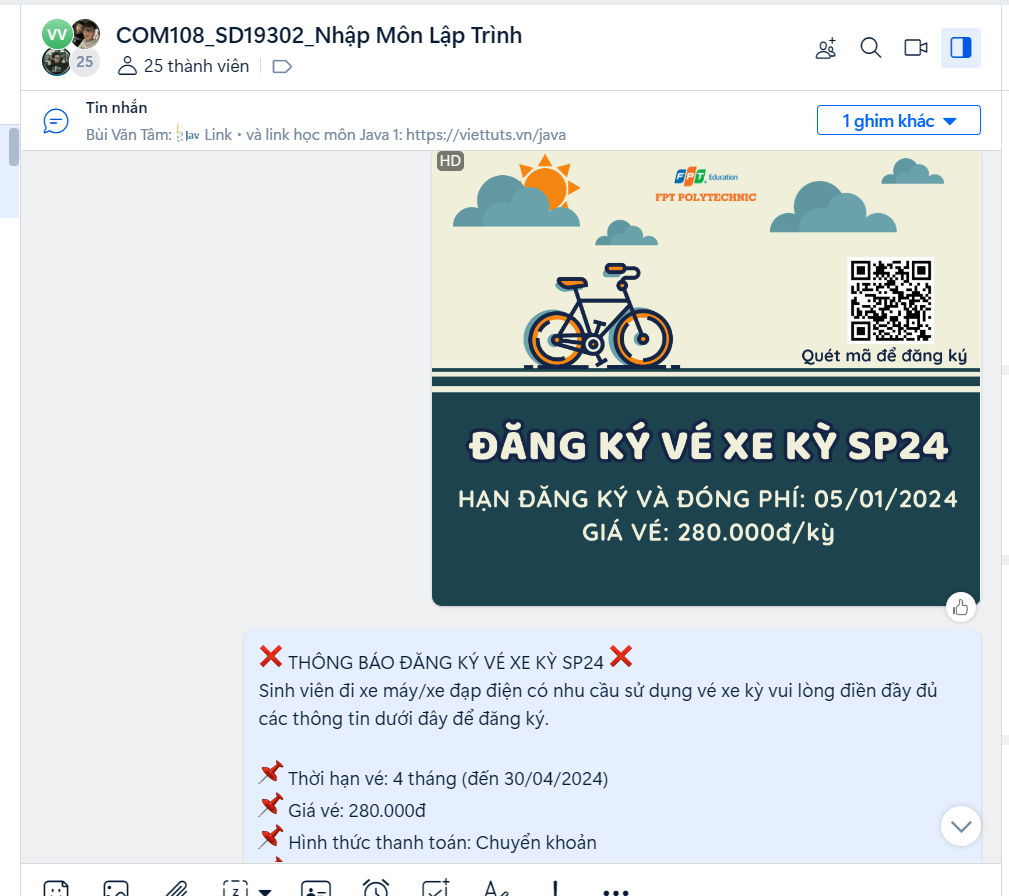 VV
25
COM108_SD19302_Nhập Môn Lập Trình
25 thành viên
Tin nhắn
Bùi Văn Tâm: Jav Link • và link học môn Java 1: https://viettuts.vn/java
1 ghim khác
HD
FPT Education
FPT POLYTECHNIC
Quét mã để đăng ký
ĐĂNG KÝ VÉ XE KỲ SP24
HẠN ĐĂNG KÝ VÀ ĐÓNG PHÍ: 05/01/2024
GIÁ VÉ: 280.000đ/kỳ
❌ THÔNG BÁO ĐĂNG KÝ VÉ XE KỲ SP24 ❌
Sinh viên đi xe máy/xe đạp điện có nhu cầu sử dụng vé xe kỳ vui lòng điền đầy đủ
các thông tin dưới đây để đăng ký.
📌 Thời hạn vé: 4 tháng (đến 30/04/2024)
📌 Giá vé: 280.000đ
📌 Hình thức thanh toán: Chuyển khoản